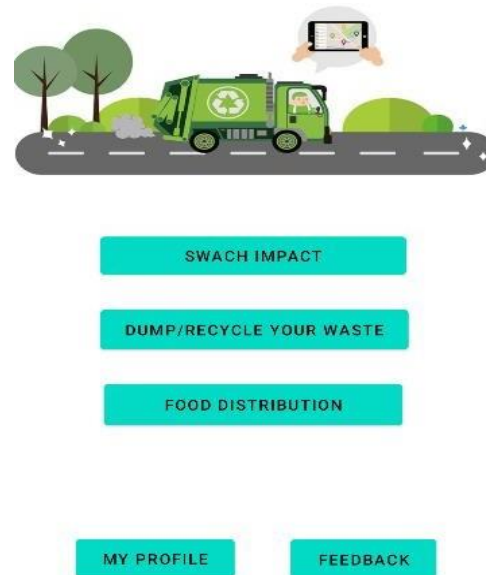 SWACH IMPACT
DUMP/RECYCLE YOUR WASTE
FOOD DISTRIBUTION
MY PROFILE
FEEDBACK